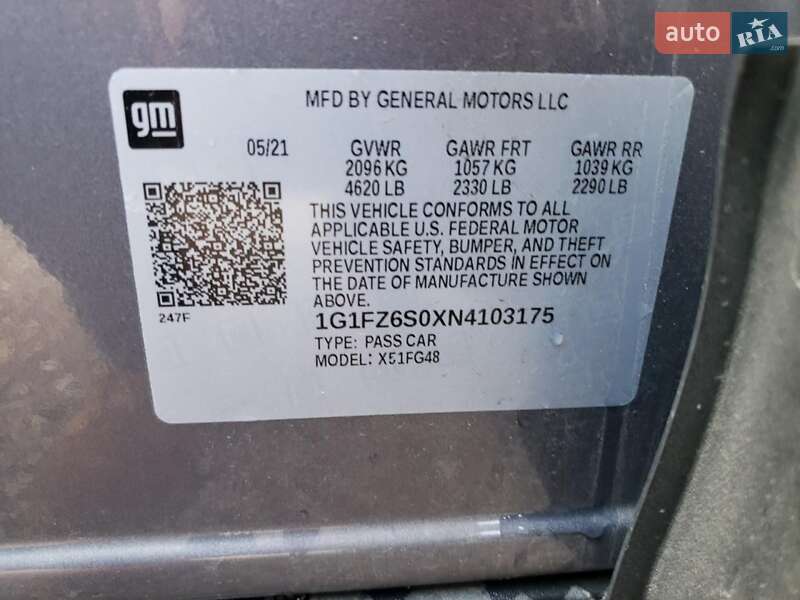 auto RIA
.com
gm
MFD BY GENERAL MOTORS LLC
05/21 GVWR GAWR FRT GAWR RR
2096 KG 1057 KG 1039 KG
4620 LB 2330 LB 2290 LB
THIS VEHICLE CONFORMS TO ALL
APPLICABLE U.S. FEDERAL MOTOR
VEHICLE SAFETY, BUMPER, AND THEFT
PREVENTION STANDARDS IN EFFECT ON
THE DATE OF MANUFACTURE SHOWN
ABOVE.
247F
1G1FZ6S0XN4103175
TYPE: PASS CAR
MODEL: X51FG48